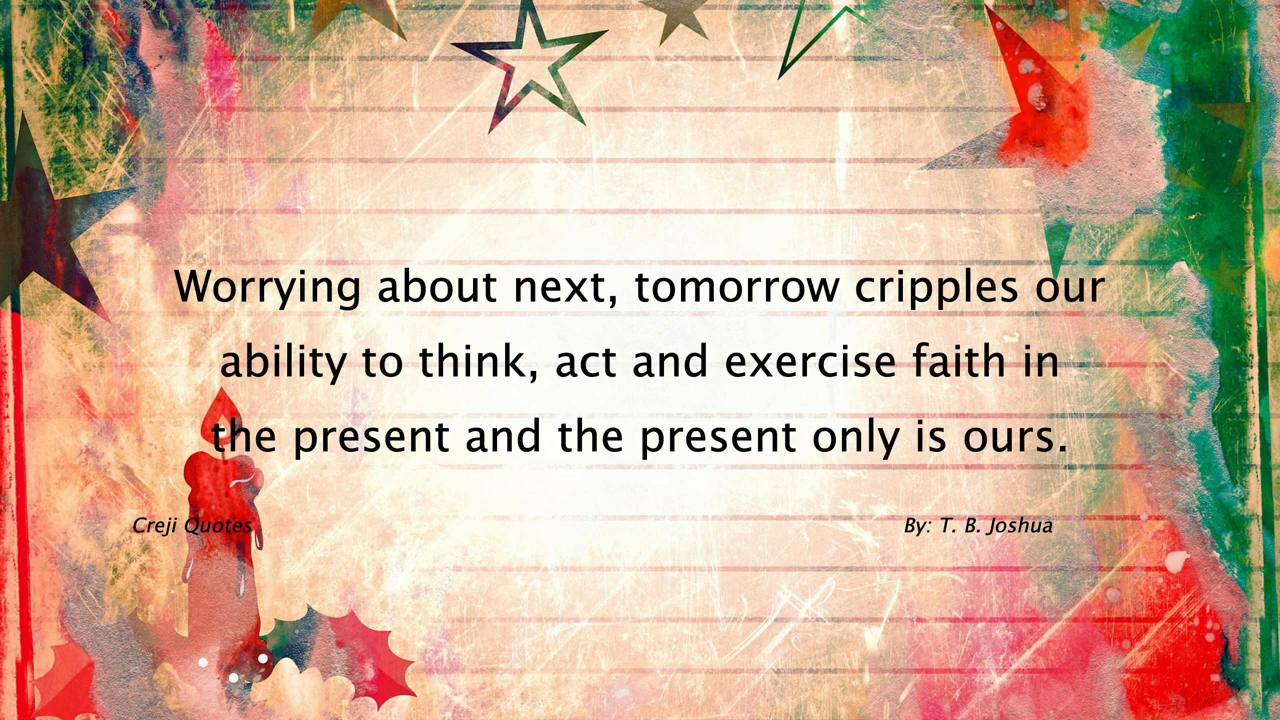 Worrying about next, tomorrow cripples our
ability to think, act and exercise faith in
the present and the present only is ours.
Creji Quotes
By: T. B. Joshua